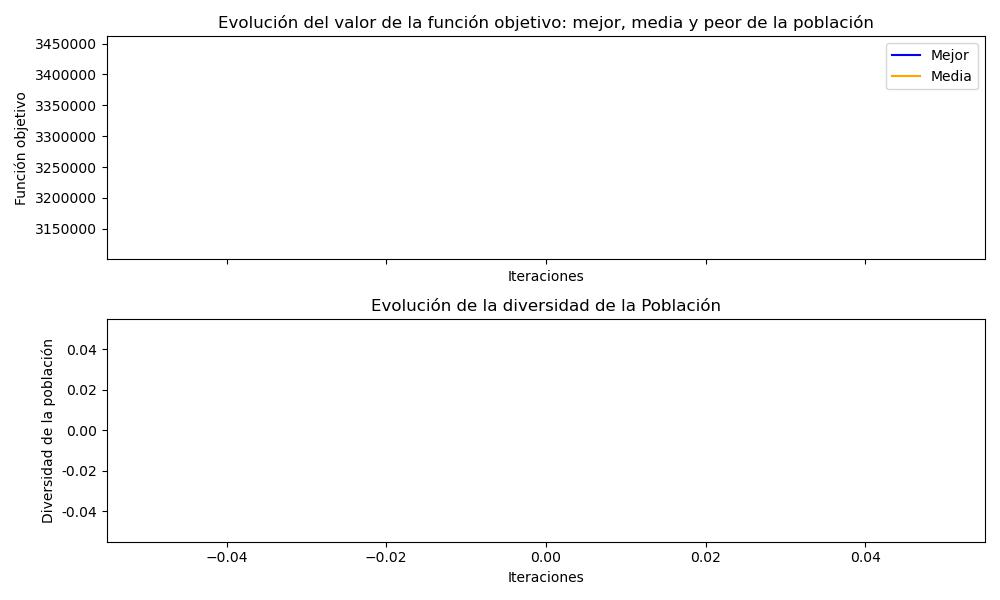 Evolución del valor de la función objetivo: mejor, media y peor de la población
3450000
3400000
3350000
3300000
3250000
3200000
3150000
Función objetivo
Mejor
Media
Iteraciones
Evolución de la diversidad de la Población
0.04
0.02
0.00
-0.02
-0.04
Diversidad de la población
−0.04
−0.02
0.00
0.02
0.04
Iteraciones